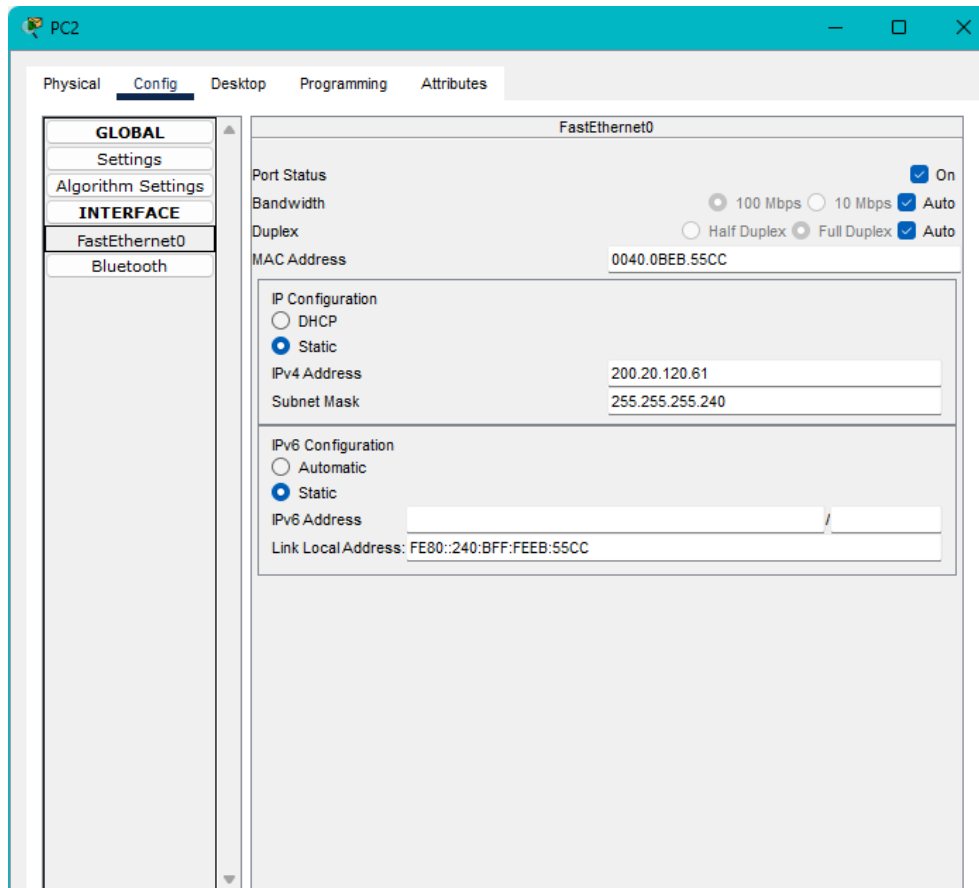 PC2
Physical Config Desktop Programming Attributes
GLOBAL
Settings
Algorithm Settings
INTERFACE
FastEthernet0
Bluetooth
FastEthernet0
Port Status On
Bandwidth 100 Mbps 10 Mbps Auto
Duplex Half Duplex Full Duplex Auto
MAC Address 0040.0BEB.55CC
IP Configuration
DHCP
Static
IPv4 Address 200.20.120.61
Subnet Mask 255.255.255.240
IPv6 Configuration
Automatic
Static
IPv6 Address /
Link Local Address: FE80::240:BFF:FEEB:55CC